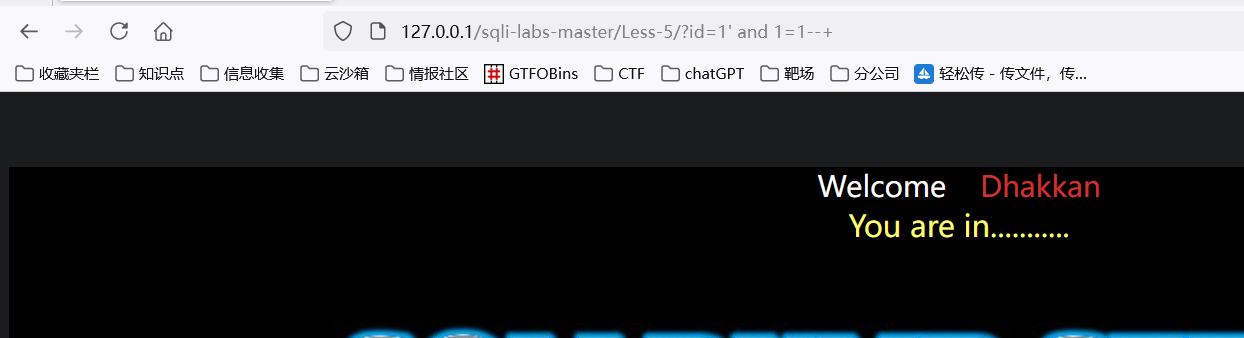 127.0.0.1/sqli-labs-master/Less-5/?id=1' and 1=1--+
收藏夹栏 知识点 信息收集 云沙箱 情报社区 GTFOBins CTF chatGPT 靶场 分公司 轻松传 - 传文件，传...
Welcome Dhakkan
You are in...........